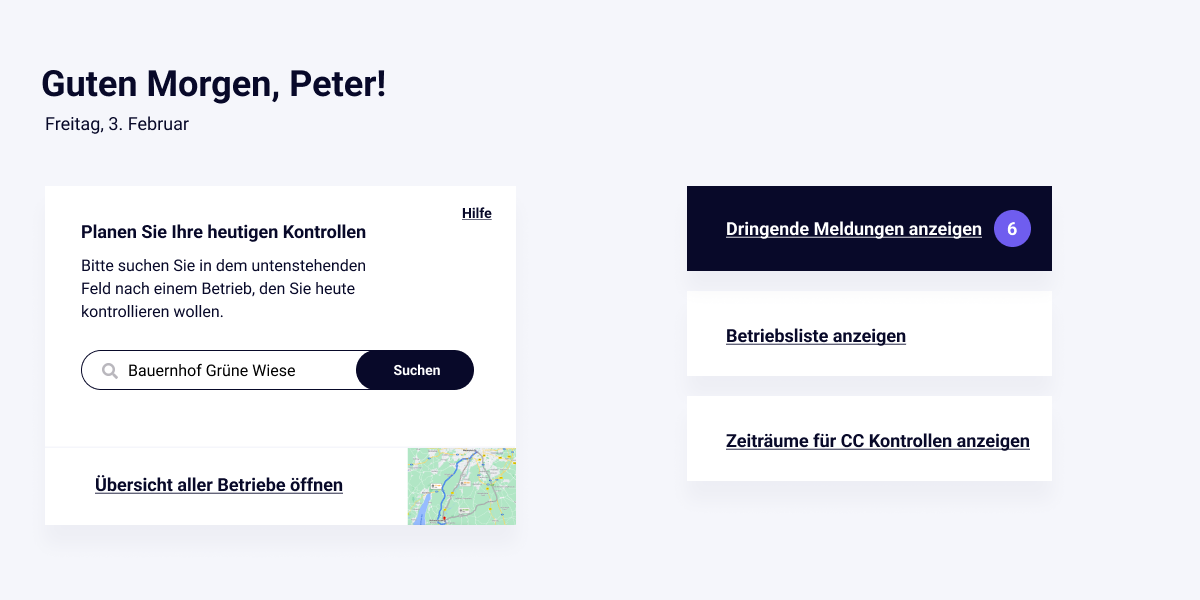 Guten Morgen, Peter!
Freitag, 3. Februar
Hilfe
Planen Sie Ihre heutigen Kontrollen
Bitte suchen Sie in dem untenstehenden
Feld nach einem Betrieb, den Sie heute
kontrollieren wollen.
Bauernhof Grüne Wiese
Suchen
Übersicht aller Betriebe öffnen
Dringende Meldungen anzeigen 6
Betriebsliste anzeigen
Zeiträume für CC Kontrollen anzeigen